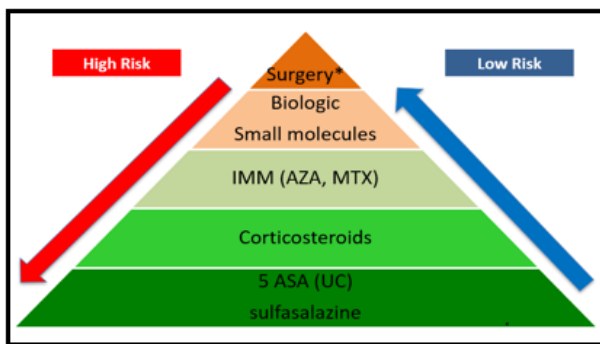 High Risk
Low Risk
Surgery*
Biologic
Small molecules
IMM (AZA, MTX)
Corticosteroids
5 ASA (UC)
sulfasalazine